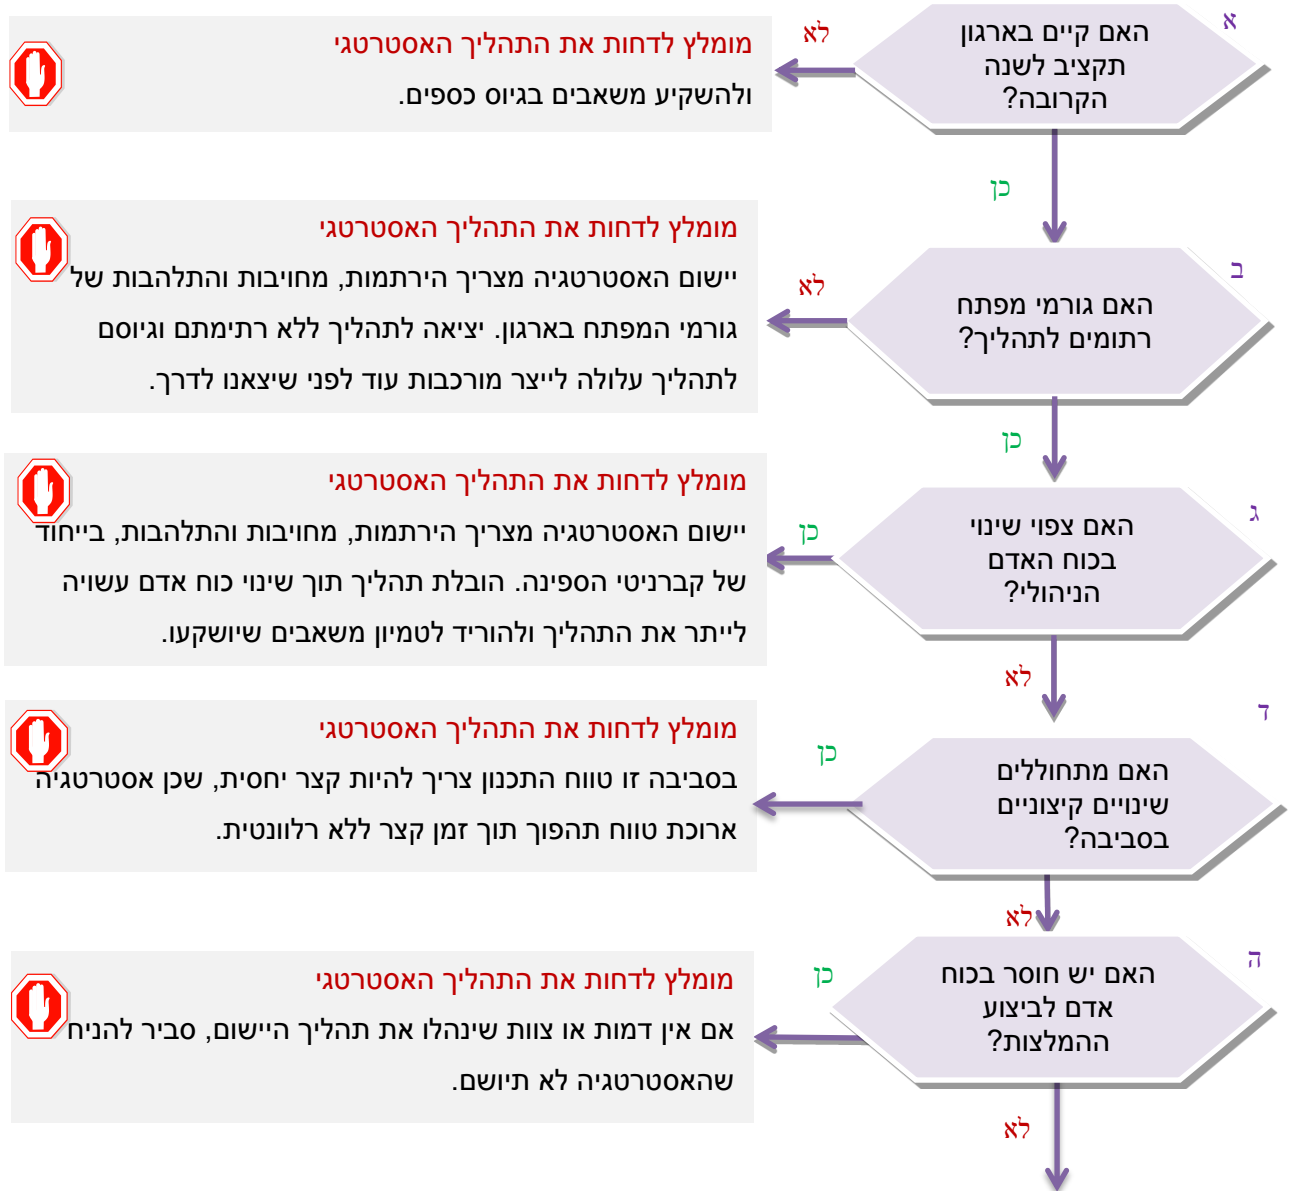 א
האם קיים בארגון
תקציב לשנה
הקרובה?
לא
מומלץ לדחות את התהליך האסטרטגי
ולהשקיע משאבים בגיוס כספים.
כן
ב
האם גורמי מפתח
רתומים לתהליך?
לא
מומלץ לדחות את התהליך האסטרטגי
יישום האסטרטגיה מצריך הירתמות, מחויבות והתלהבות של
גורמי המפתח בארגון. יציאה לתהליך ללא רתימתם וגיוסם
לתהליך עלולה לייצר מורכבות עוד לפני שיצאנו לדרך.
כן
ג
האם צפוי שינוי
בכוח האדם
הניהולי?
כן
מומלץ לדחות את התהליך האסטרטגי
יישום האסטרטגיה מצריך הירתמות, מחויבות והתלהבות, בייחוד
של קברניטי הספינה. הובלת תהליך תוך שינוי כוח אדם עשויה
לייתר את התהליך ולהוריד לטמיון משאבים שיושקעו.
לא
ד
האם מתחוללים
שינויים קיצוניים
בסביבה?
כן
מומלץ לדחות את התהליך האסטרטגי
בסביבה זו טווח התכנון צריך להיות קצר יחסית, שכן אסטרטגיה
ארוכת טווח תהפוך תוך זמן קצר ללא רלוונטית.
לא
ה
האם יש חוסר בכוח
אדם לביצוע
ההמלצות?
כן
מומלץ לדחות את התהליך האסטרטגי
אם אין דמות או צוות שינהלו את תהליך היישום, סביר להניח
שהאסטרטגיה לא תיושם.
לא